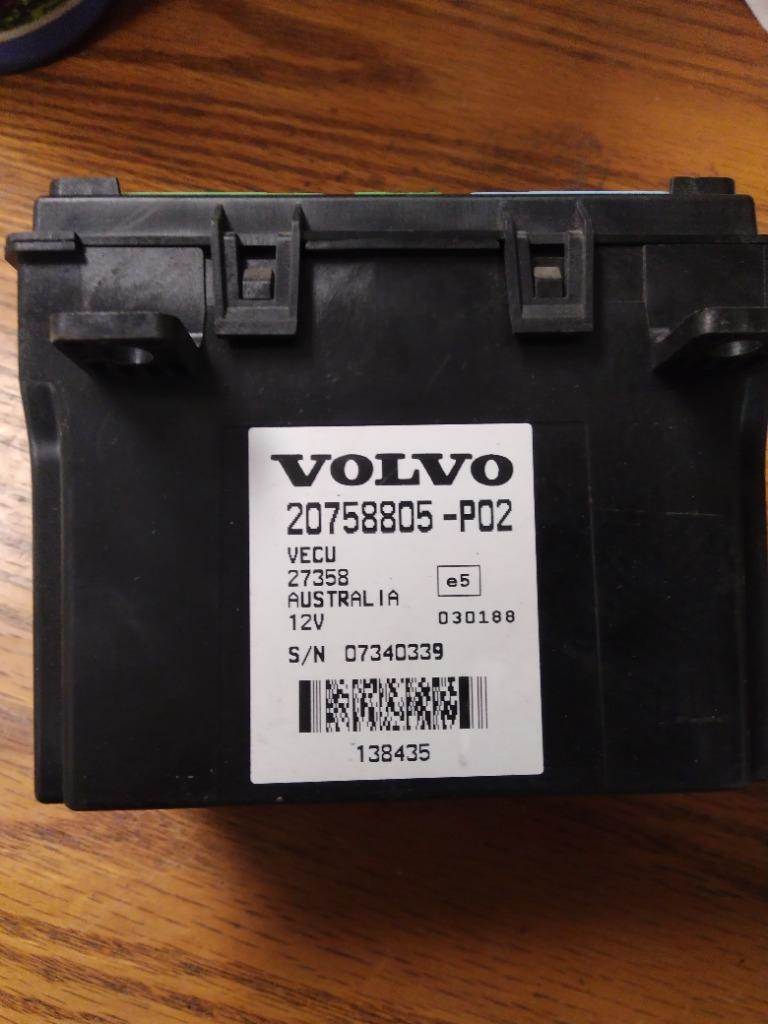 VOLVO
20758805-P02
VECU
27358
e5
AUSTRALIA
12V
030188
S/N 07340339
138435